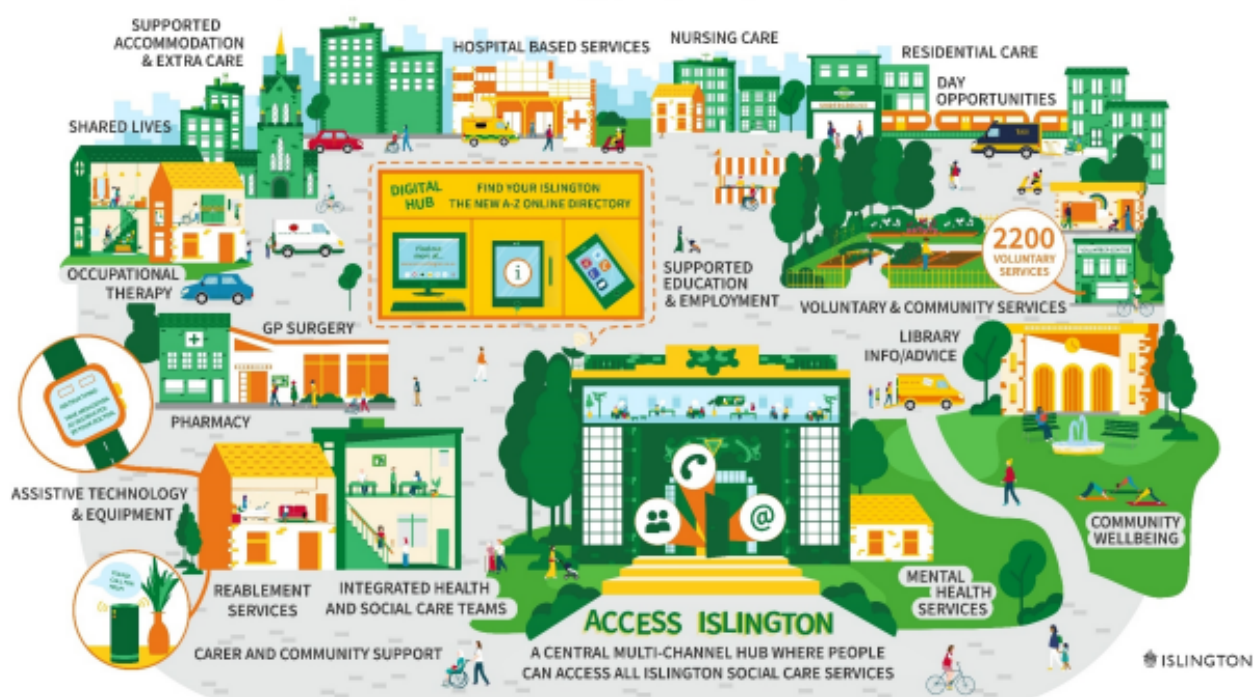 SUPPORTED
ACCOMMODATION
& EXTRA CARE
HOSPITAL BASED SERVICES
NURSING CARE
RESIDENTIAL CARE
DAY
OPPORTUNITIES
SHARED LIVES
DIGITAL
HUB
FIND YOUR ISLINGTON
THE NEW A-Z ONLINE DIRECTORY
i
2200
VOLUNTARY
SERVICES
OCCUPATIONAL
THERAPY
SUPPORTED
EDUCATION
& EMPLOYMENT
VOLUNTARY & COMMUNITY SERVICES
GP SURGERY
LIBRARY
INFO/ADVICE
PHARMACY
ASSISTIVE TECHNOLOGY
& EQUIPMENT
@
COMMUNITY
WELLBEING
REABLEMENT
SERVICES
INTEGRATED HEALTH
AND SOCIAL CARE TEAMS
MENTAL
HEALTH
SERVICES
ACCESS ISLINGTON
CARER AND COMMUNITY SUPPORT
A CENTRAL MULTI-CHANNEL HUB WHERE PEOPLE
CAN ACCESS ALL ISLINGTON SOCIAL CARE SERVICES
ISLINGTON